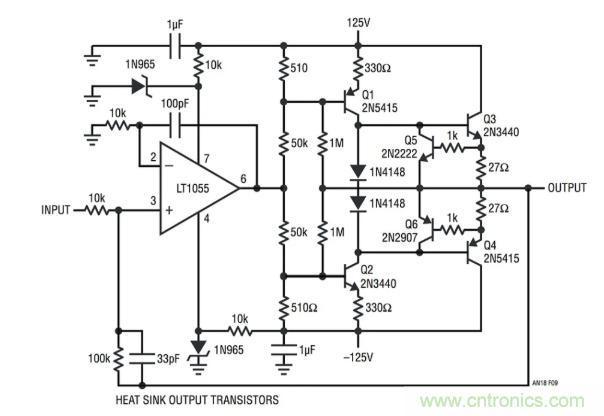 1µF
125V
1N965
10k
510
330Ω
Q1
2N5415
10k
100pF
Q3
2N3440
Q5
2N2222
1k
50k
1M
2
7
6
LT1055
1N4148
27Ω
10k
3
INPUT
OUTPUT
4
1N4148
50k
1M
Q6
2N2907
1k
27Ω
Q4
2N5415
Q2
2N3440
10k
510Ω
330Ω
100k
33pF
1N965
1µF
–125V
AN18 F09
HEAT SINK OUTPUT TRANSISTORS
www.cntronics.com